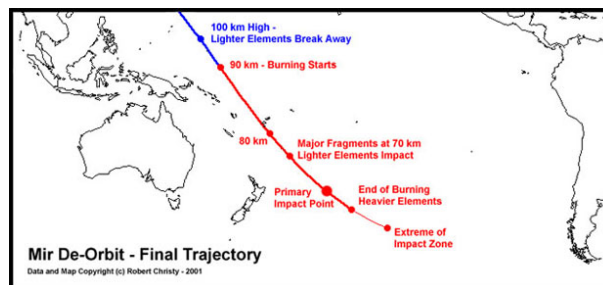 100 km High -
Lighter Elements Break Away
90 km - Burning Starts
80 km
Major Fragments at 70 km
Lighter Elements Impact
Primary
Impact Point
End of Burning
Heavier Elements
Extreme of
Impact Zone
Mir De-Orbit - Final Trajectory
Data and Map Copyright (c) Robert Christy - 2001